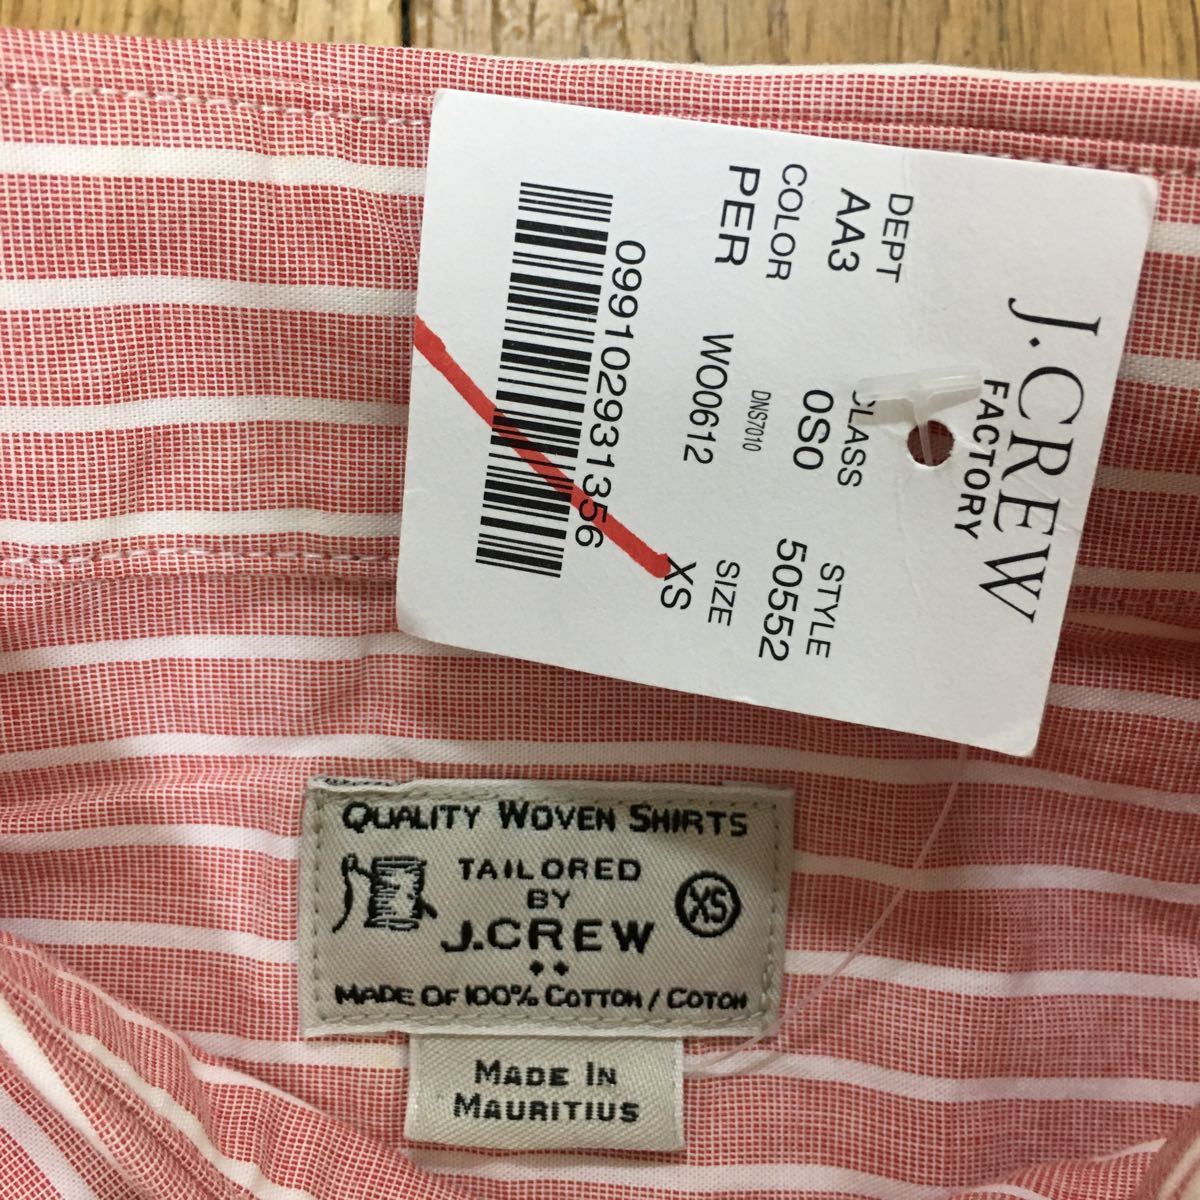 J.CREW
FACTORY
DEPT CLASS STYLE
AA3 0S0 50552
COLOR SIZE
DNS7010
PER WO0612 XS
099102931356
QUALITY WOVEN SHIRTS
TAILORED
BY
J.CREW
XS
MADE OF 100% COTTON / COTON
MADE IN
MAURITIUS